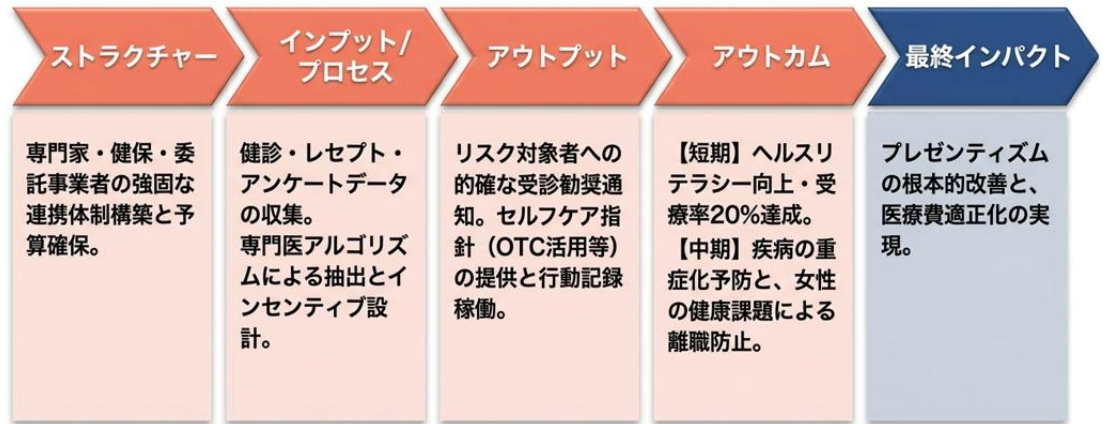 ストラクチャー
インプット/
プロセス
アウトプット
アウトカム
最終インパクト
専門家・健保・委
託事業者の強固な
連携体制構築と予
算確保。
健診・レセプト・
アンケートデータ
の収集。
専門医アルゴリズ
ムによる抽出とイ
ンセンティブ設
計。
リスク対象者への
的確な受診勧奨通
知。セルフケア指
針（OTC活用等）
の提供と行動記録
稼働。
【短期】ヘルスリ
テラシー向上・受
療率20%達成。
【中期】疾病の重
症化予防と、女性
の健康課題による
離職防止。
プレゼンティズム
の根本的改善と、
医療費適正化の実
現。